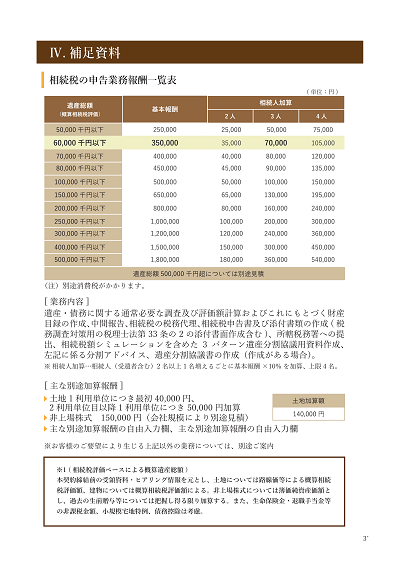 Ⅳ. 補足資料
相続税の申告業務報酬一覧表
（単位：円）
遺産総額
（概算相続税評価）
基本報酬
相続人加算
2 人 3 人 4 人
50,000 千円以下 250,000 25,000 50,000 75,000
60,000 千円以下 350,000 35,000 70,000 105,000
70,000 千円以下 400,000 40,000 80,000 120,000
80,000 千円以下 450,000 45,000 90,000 135,000
100,000 千円以下 500,000 50,000 100,000 150,000
150,000 千円以下 650,000 65,000 130,000 195,000
200,000 千円以下 800,000 80,000 160,000 240,000
250,000 千円以下 1,000,000 100,000 200,000 300,000
300,000 千円以下 1,200,000 120,000 240,000 360,000
400,000 千円以下 1,500,000 150,000 300,000 450,000
500,000 千円以下 1,800,000 180,000 360,000 540,000
遺産総額 500,000 千円超については別途見積
（注）別途消費税がかかります。
[ 業務内容 ]
遺産・債務に関する通常必要な調査及び評価額計算およびこれにもとづく財産
目録の作成、中間報告、相続税の税務代理、相続税申告書及び添付書類の作成（税
務調査対策用の税理士法第 33 条の 2 の添付書面作成含む）、所轄税務署への提
出、相続税額シミュレーションを含めた 3 パターン遺産分割協議用資料作成、
左記に係る分割アドバイス、遺産分割協議書の作成（作成がある場合）。
※ 相続人加算…相続人（受遺者含む）2 名以上 1 名増えるごとに基本報酬 ×10% を加算、上限 4 名。
[ 主な別途加算報酬 ]
土地 1 利用単位につき最初 40,000 円、
2 利用単位目以降 1 利用単位につき 50,000 円加算
非上場株式　150,000 円（会社規模により別途見積）
主な別途加算報酬の自由入力欄、主な別途加算報酬の自由入力欄
土地加算額
140,000 円
※お客様のご要望により生じる上記以外の業務については、別途ご案内
※1（相続税評価ベースによる概算遺産総額）
本契約締結前の受領資料・ヒアリング情報を元とし、土地については路線価等による概算相続
税評価額、建物については概算相続税評価額による。非上場株式については簿価純資産価額と
し、過去の生前贈与等については把握し得る限り加算する。また、生命保険金・退職手当金等
の非課税金額、小規模宅地特例、債務控除は考慮。
3